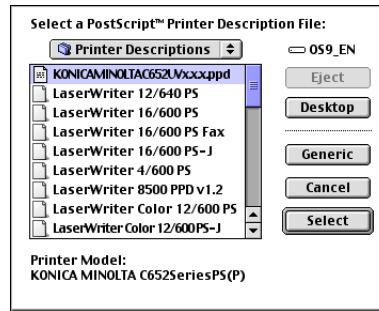 Select a PostScript™ Printer Description File:
Printer Descriptions
OS9_EN
KONICAMINOLTAC652UVx.x.x.ppd
LaserWriter 12/640 PS
LaserWriter 16/600 PS
LaserWriter 16/600 PS Fax
LaserWriter 16/600 PS-J
LaserWriter 4/600 PS
LaserWriter 8500 PPD v1.2
LaserWriter Color 12/600 PS
LaserWriter Color 12/600 PS-J
Eject
Desktop
Generic
Cancel
Select
Printer Model:
KONICA MINOLTA C652SeriesPS(P)